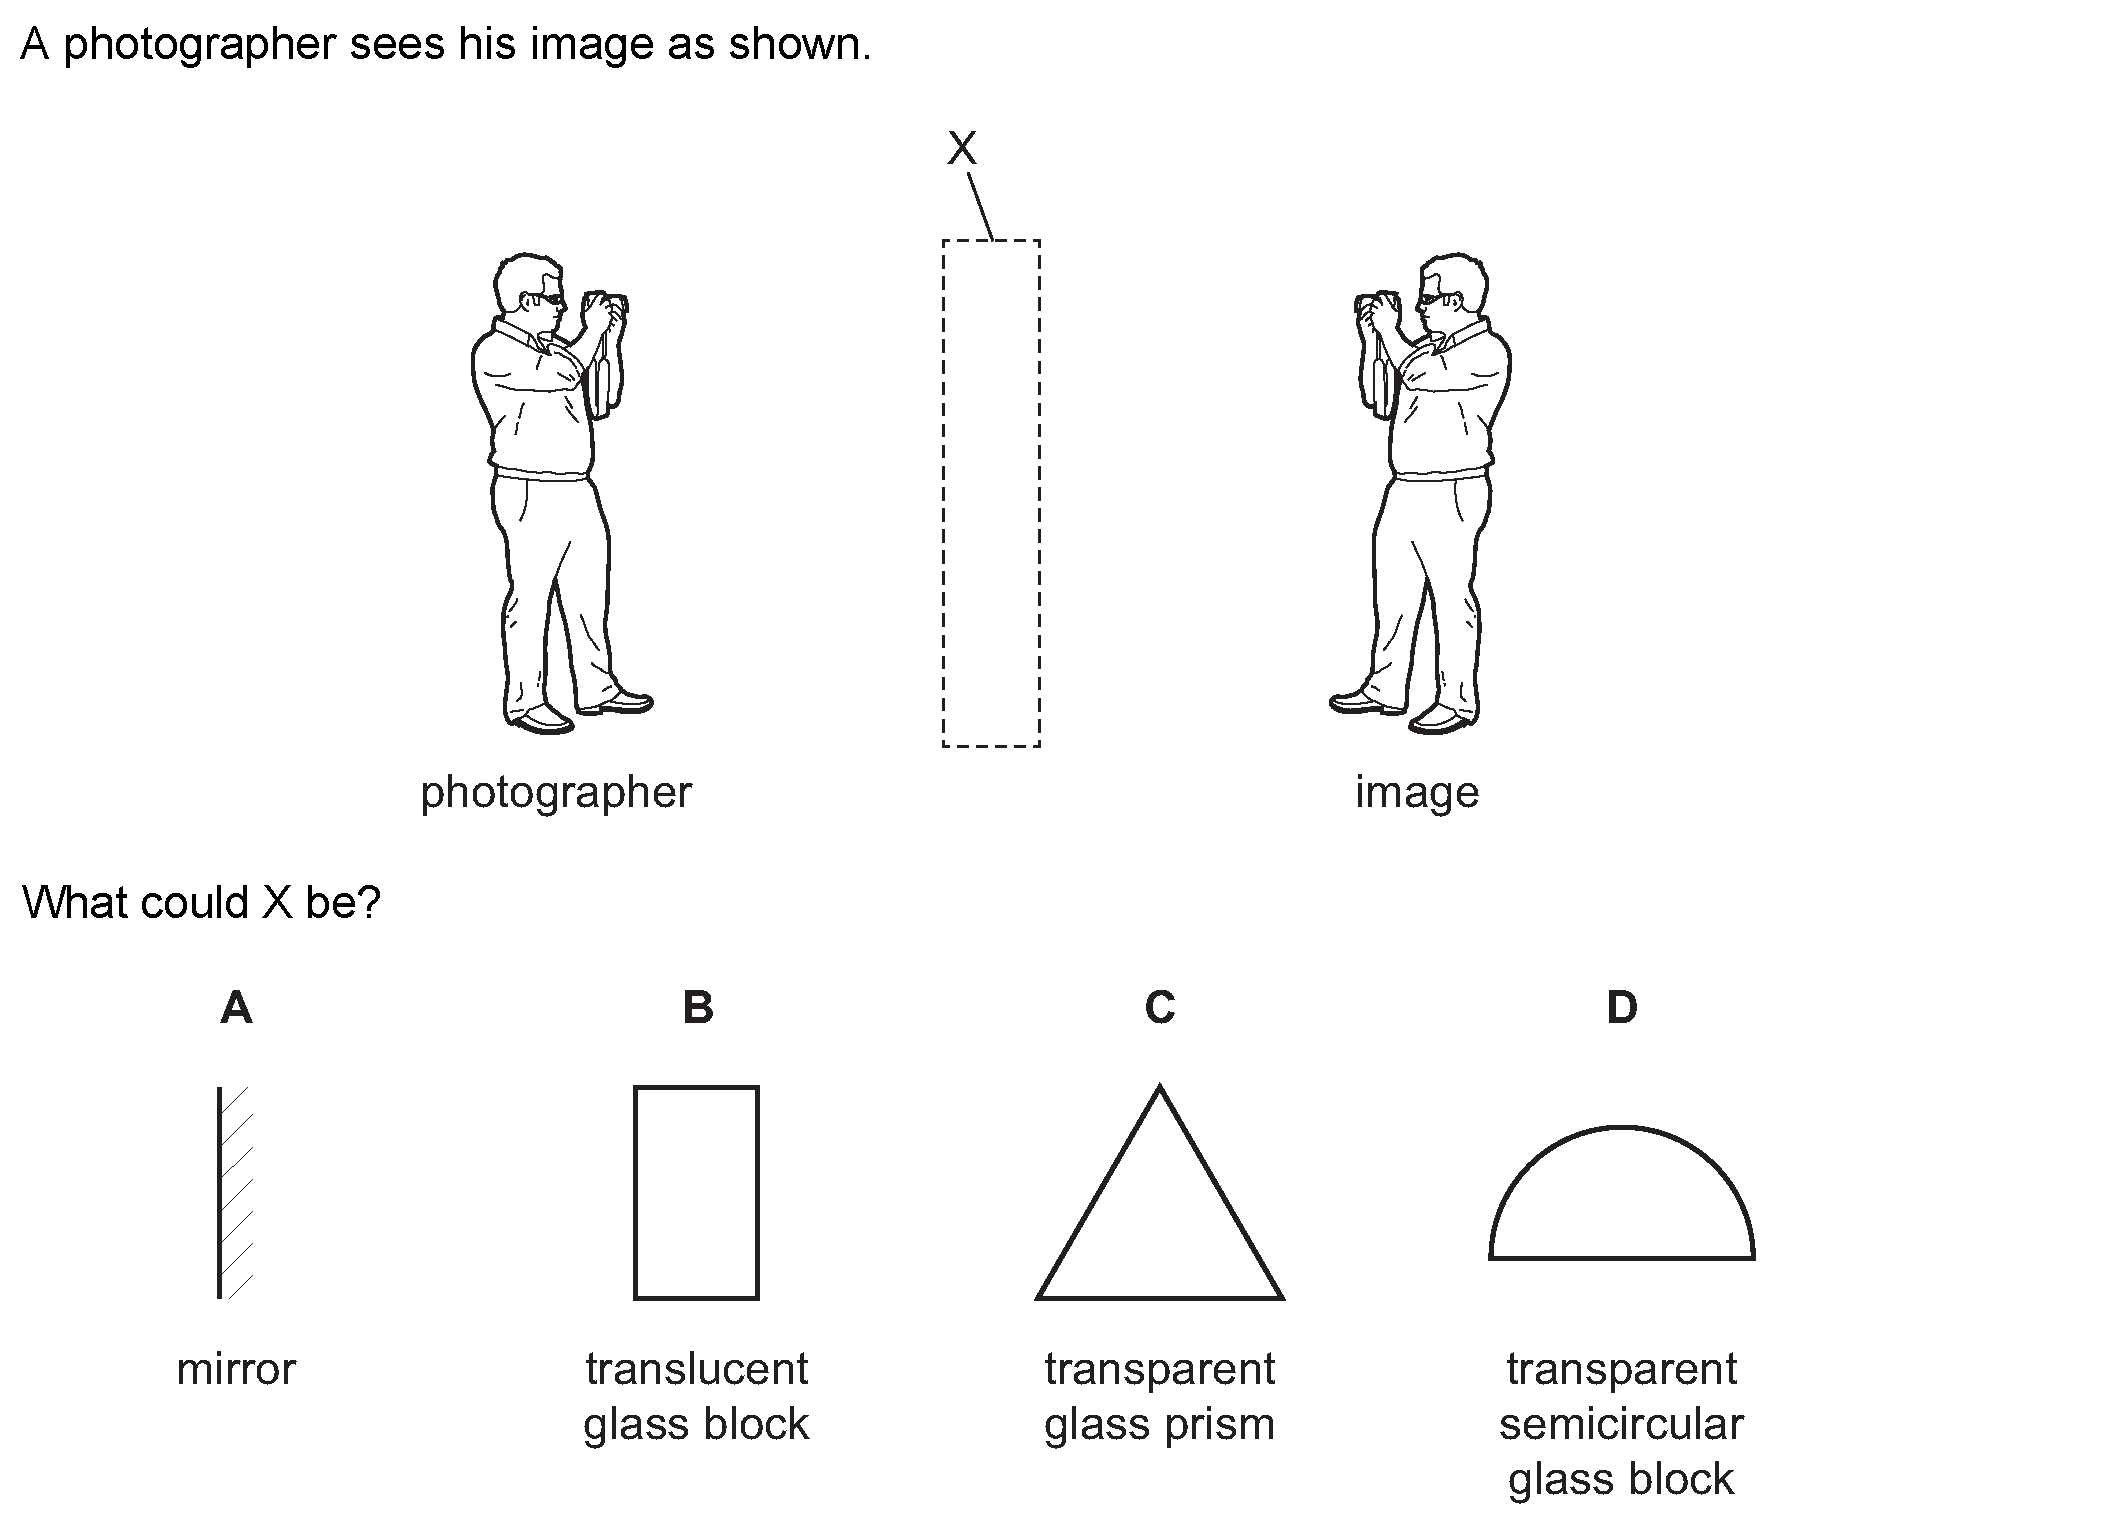 A photographer sees his image as shown.
X
photographer
image
What could X be?
A
B
C
D
mirror
translucent
glass block
transparent
glass prism
transparent
semicircular
glass block